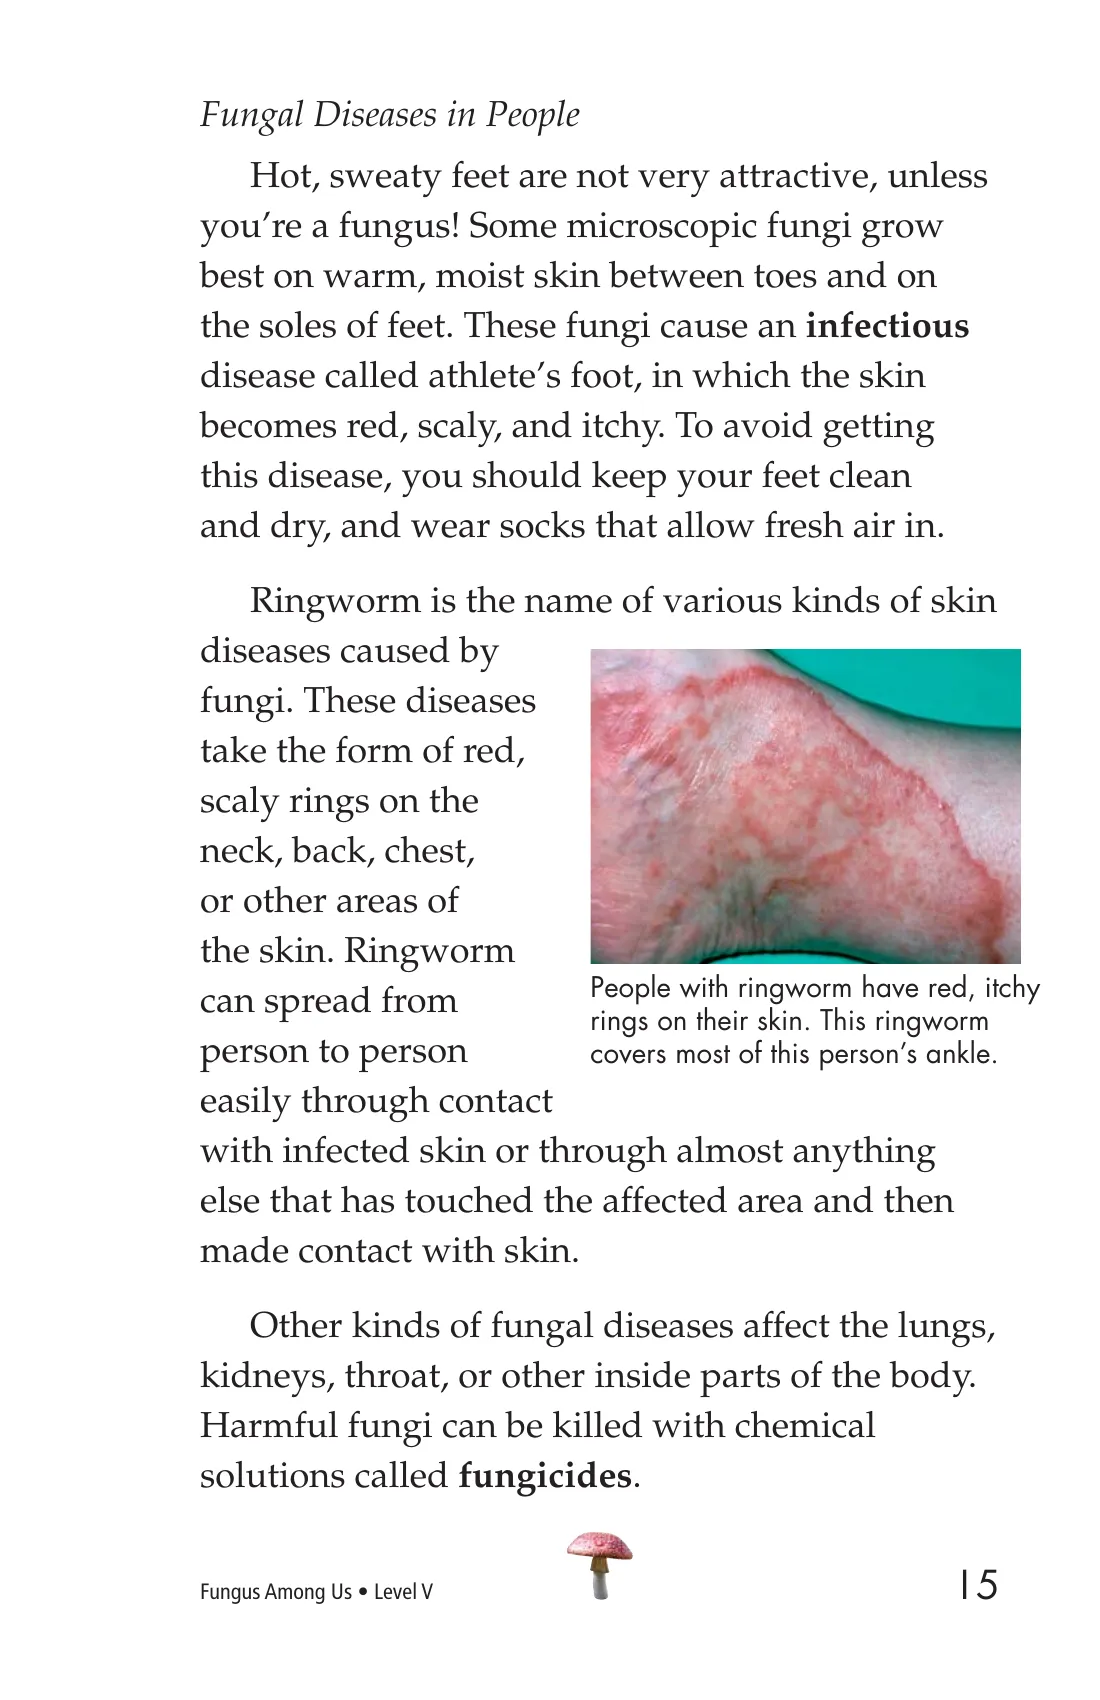 Fungal Diseases in People
Hot, sweaty feet are not very attractive, unless
you’re a fungus! Some microscopic fungi grow
best on warm, moist skin between toes and on
the soles of feet. These fungi cause an infectious
disease called athlete’s foot, in which the skin
becomes red, scaly, and itchy. To avoid getting
this disease, you should keep your feet clean
and dry, and wear socks that allow fresh air in.
Ringworm is the name of various kinds of skin
diseases caused by
fungi. These diseases
take the form of red,
scaly rings on the
neck, back, chest,
or other areas of
the skin. Ringworm
can spread from
person to person
easily through contact
with infected skin or through almost anything
else that has touched the affected area and then
made contact with skin.
People with ringworm have red, itchy
rings on their skin. This ringworm
covers most of this person’s ankle.
Other kinds of fungal diseases affect the lungs,
kidneys, throat, or other inside parts of the body.
Harmful fungi can be killed with chemical
solutions called fungicides.
Fungus Among Us • Level V
15